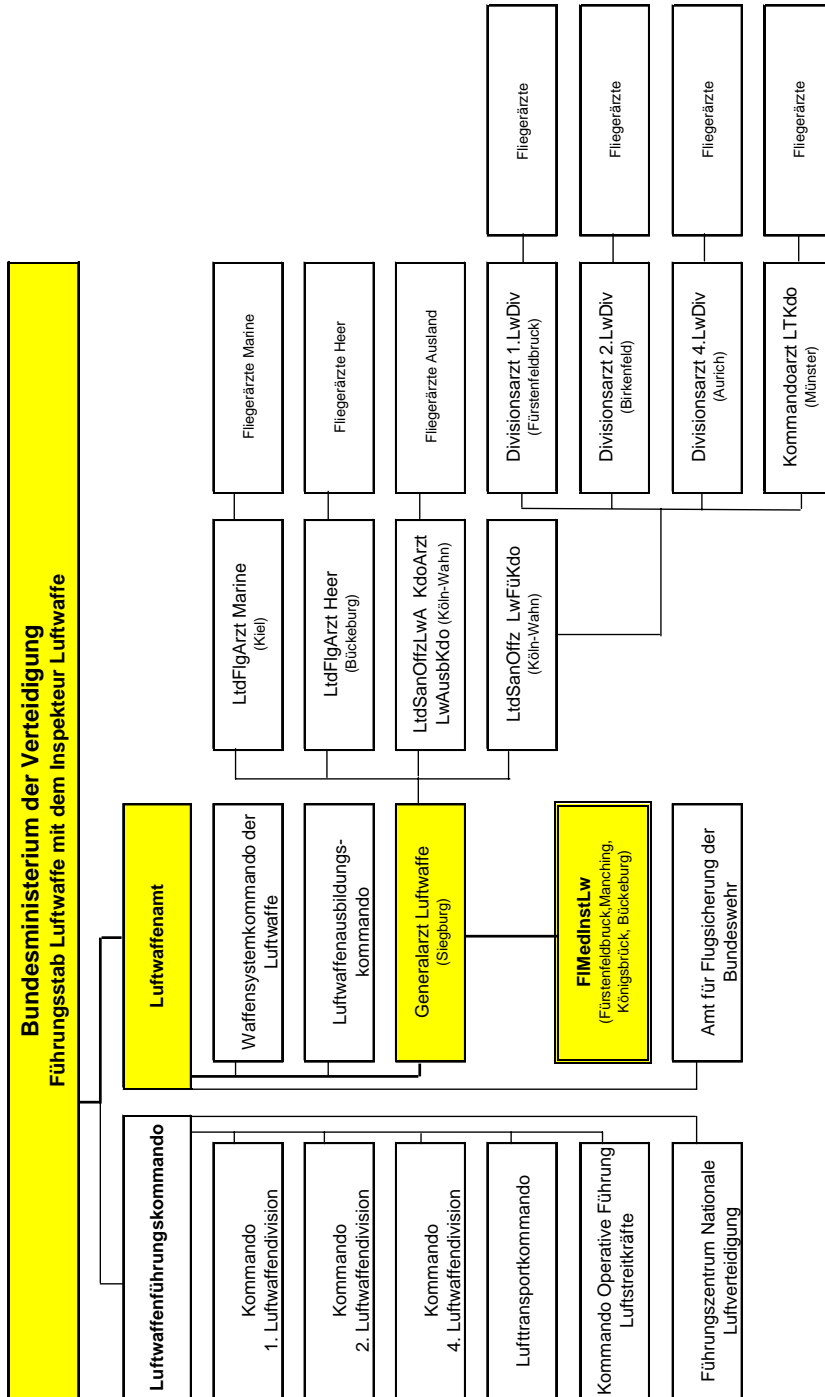 Bundesministerium der Verteidigung
Führungsstab Luftwaffe mit dem Inspekteur Luftwaffe
Luftwaffenführungskommando
Kommando
1. Luftwaffendivision
Kommando
2. Luftwaffendivision
Kommando
4. Luftwaffendivision
Lufttransportkommando
Kommando Operative Führung
Luftstreitkräfte
Führungszentrum Nationale
Luftverteidigung
Luftwaffenamt
Waffensystemkommando der
Luftwaffe
Luftwaffenausbildungs-
kommando
Generalarzt Luftwaffe
(Siegburg)
FlMedInstLw
(Fürstenfeldbruck,Manching,
Königsbrück, Bückeburg)
Amt für Flugsicherung der
Bundeswehr
LtdFlgArzt Marine
(Kiel)
LtdFlgArzt Heer
(Bückeburg)
LtdSanOffzLwA KdoArzt
LwAusbKdo (Köln-Wahn)
LtdSanOffz LwFüKdo
(Köln-Wahn)
Fliegerärzte Marine
Fliegerärzte Heer
Fliegerärzte Ausland
Divisionsarzt 1.LwDiv
(Fürstenfeldbruck)
Divisionsarzt 2.LwDiv
(Birkenfeld)
Divisionsarzt 4.LwDiv
(Aurich)
Kommandoarzt LTKdo
(Münster)
Fliegerärzte
Fliegerärzte
Fliegerärzte
Fliegerärzte